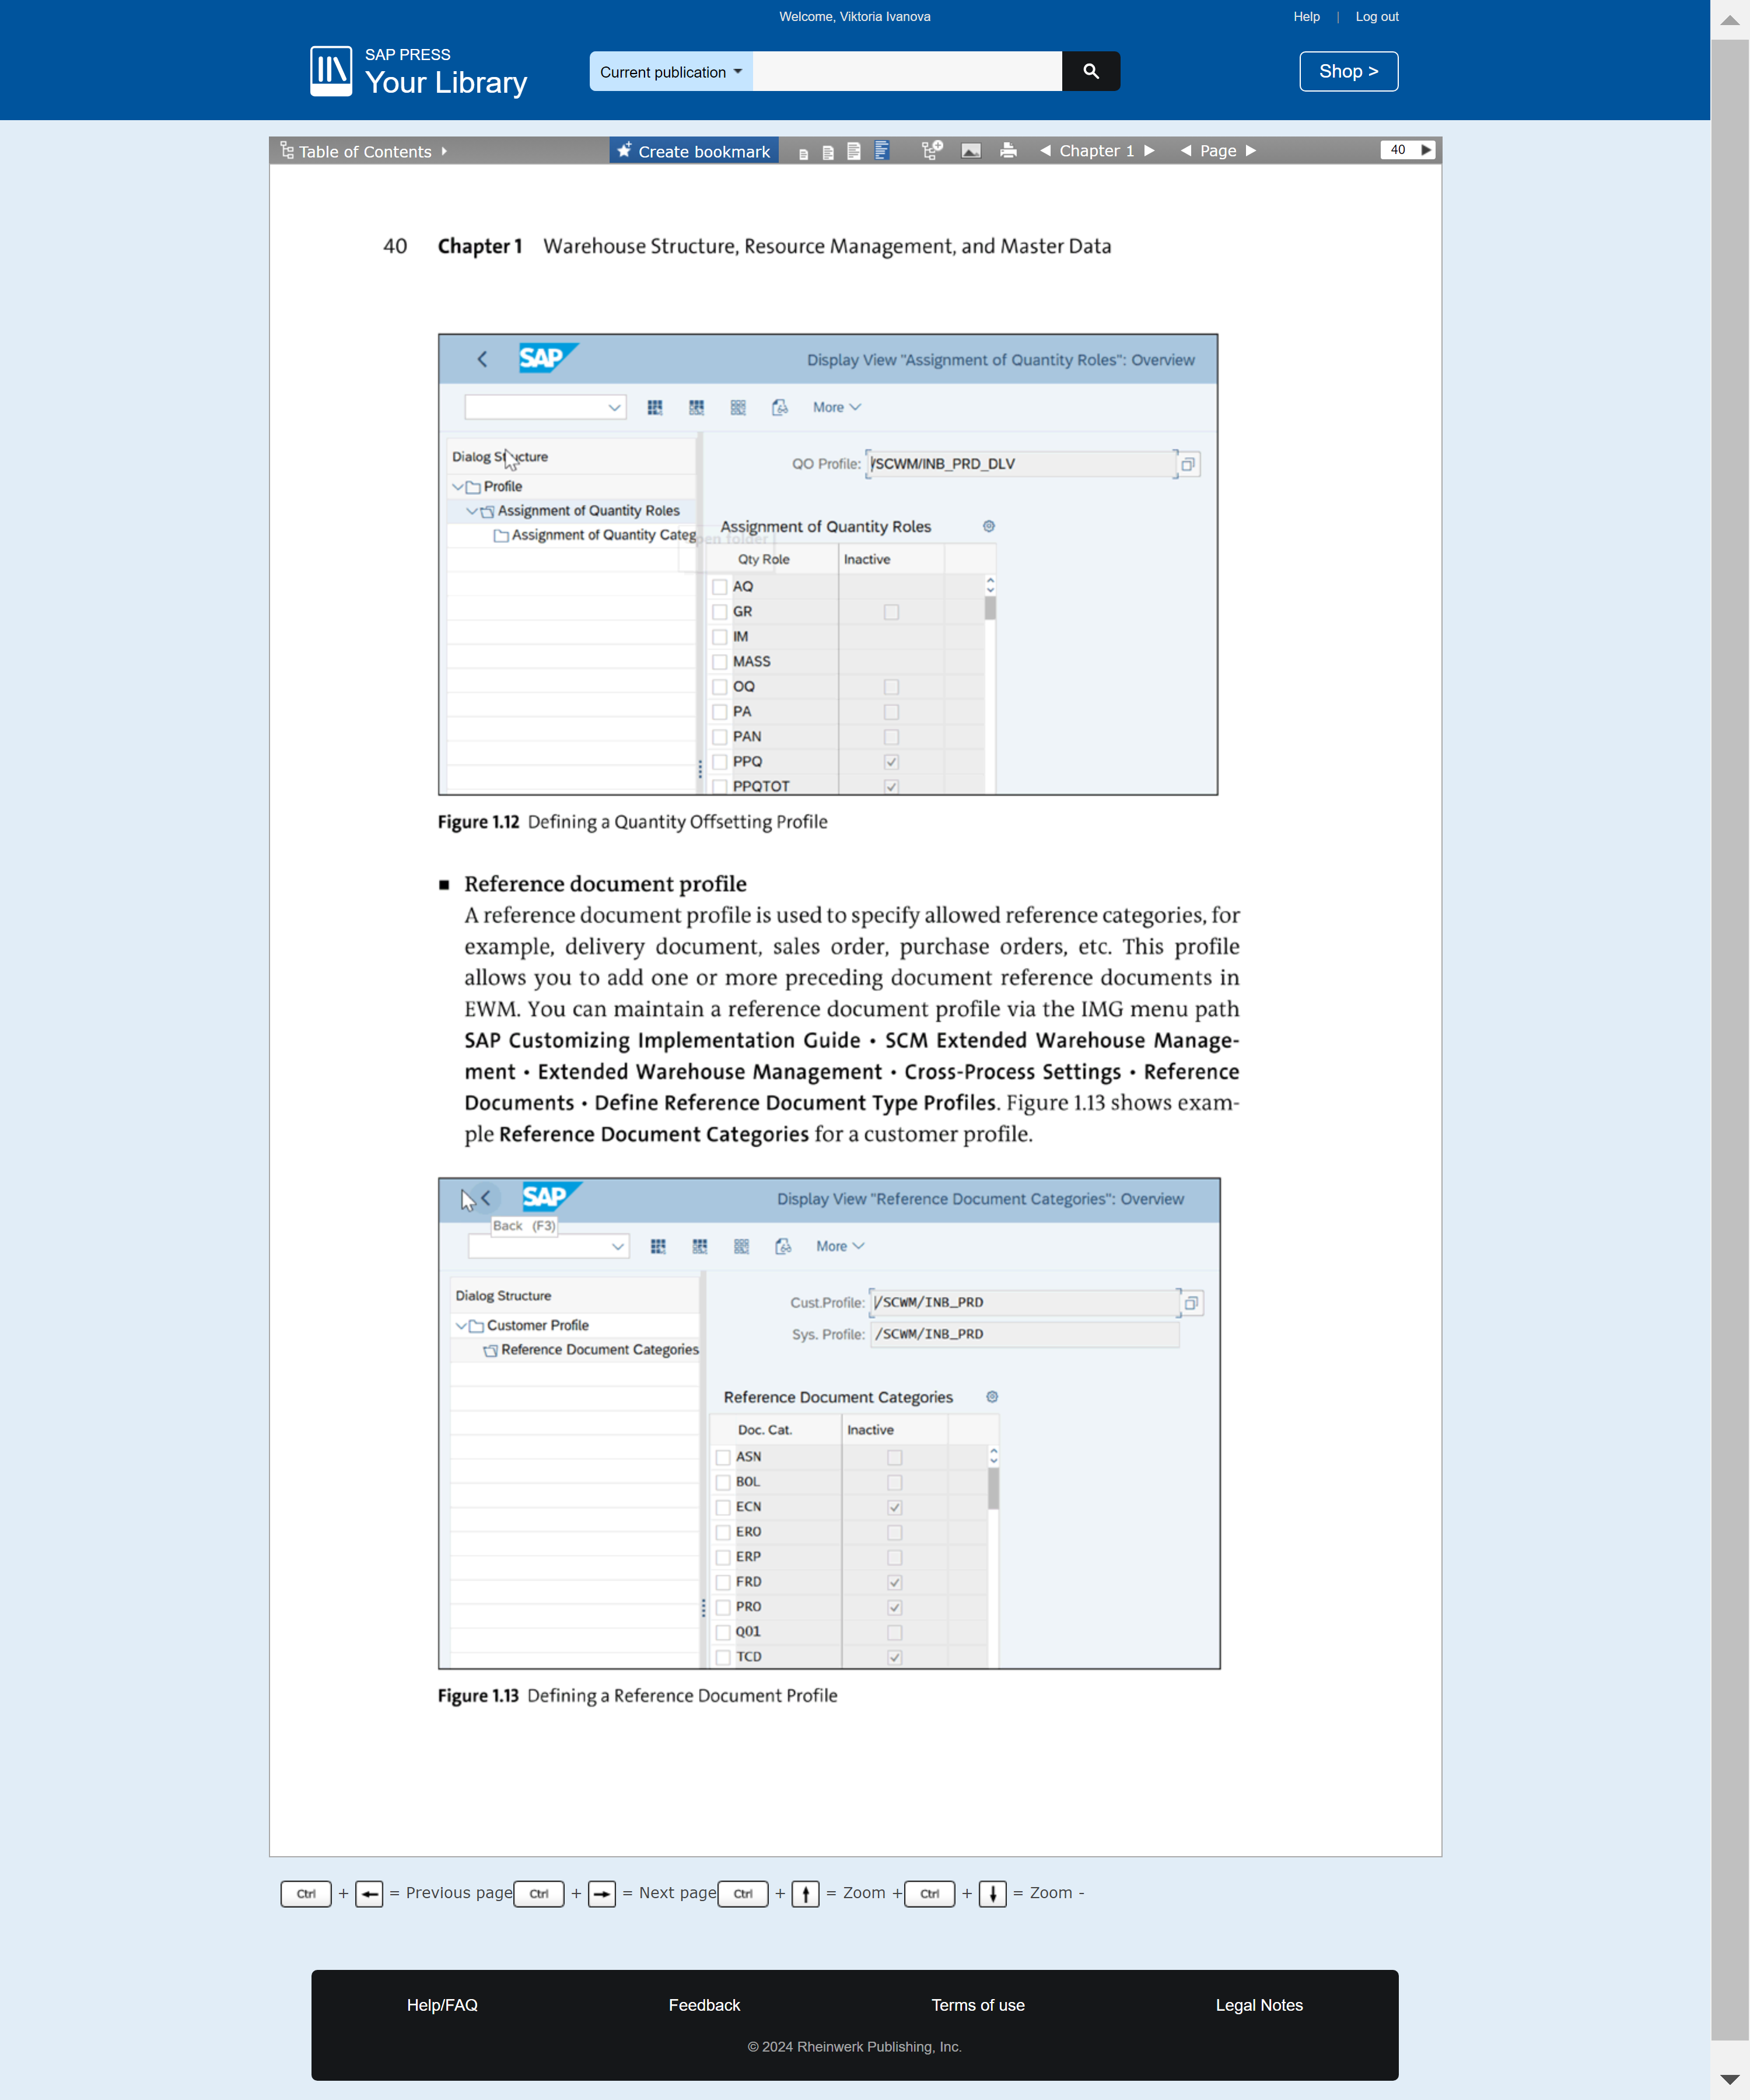 Welcome, Viktoria Ivanova
Help | Log out
SAP PRESS
Your Library
Current publication
Shop >
Table of Contents
Create bookmark
Chapter 1
Page
40
40 Chapter 1 Warehouse Structure, Resource Management, and Master Data
SAP
Display View "Assignment of Quantity Roles": Overview
More
Dialog Structure
Profile
Assignment of Quantity Roles
Assignment of Quantity Categ
QO Profile: /SCWM/INB_PRD_DLV
Assignment of Quantity Roles
open folder
Qty Role Inactive
AQ
GR
IM
MASS
OQ
PA
PAN
PPQ
PPQTOT
Figure 1.12 Defining a Quantity Offsetting Profile
■ Reference document profile
A reference document profile is used to specify allowed reference categories, for
example, delivery document, sales order, purchase orders, etc. This profile
allows you to add one or more preceding document reference documents in
EWM. You can maintain a reference document profile via the IMG menu path
SAP Customizing Implementation Guide • SCM Extended Warehouse Manage-
ment • Extended Warehouse Management • Cross-Process Settings • Reference
Documents • Define Reference Document Type Profiles. Figure 1.13 shows exam-
ple Reference Document Categories for a customer profile.
SAP
Display View "Reference Document Categories": Overview
Back (F3)
More
Dialog Structure
Customer Profile
Reference Document Categories
Cust.Profile: /SCWM/INB_PRD
Sys. Profile: /SCWM/INB_PRD
Reference Document Categories
Doc. Cat. Inactive
ASN
BOL
ECN
ERO
ERP
FRD
PRO
Q01
TCD
Figure 1.13 Defining a Reference Document Profile
Ctrl + ← = Previous page Ctrl + → = Next page Ctrl + ↑ = Zoom + Ctrl + ↓ = Zoom -
Help/FAQ
Feedback
Terms of use
Legal Notes
© 2024 Rheinwerk Publishing, Inc.